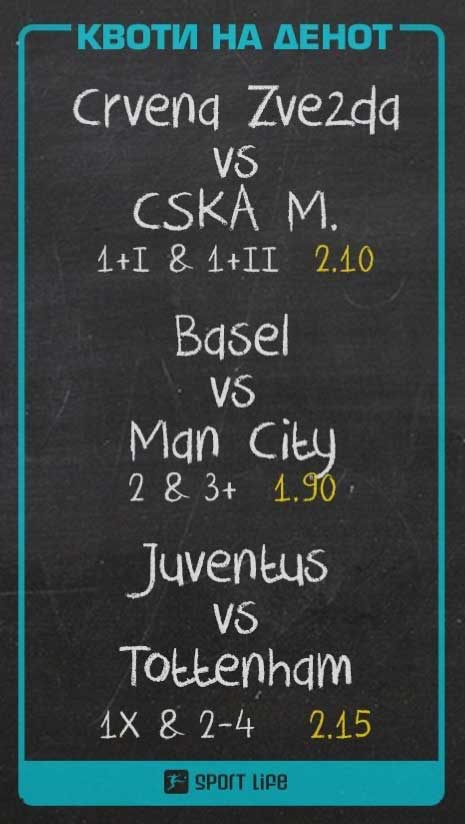 КВОТИ НА ДЕНОТ
Crvena Zvezda
vs
CSKA M.
1+I & 1+II 2.10
Basel
vs
Man City
2 & 3+ 1.90
Juventus
vs
Tottenham
1X & 2-4 2.15
SPORT LIFE